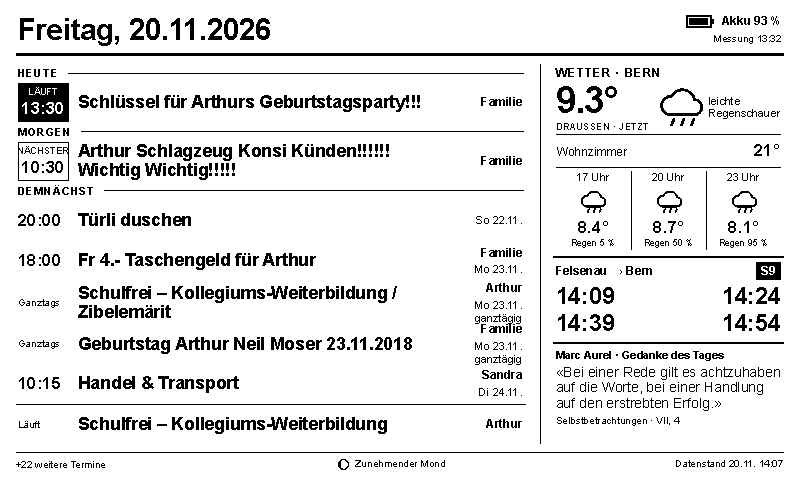 Freitag, 20.11.2026
Akku 93 %
Messung 13:32
HEUTE
LÄUFT
13:30
Schlüssel für Arthurs Geburtstagsparty!!!
Familie
MORGEN
NÄCHSTER
10:30
Arthur Schlagzeug Konsi Künden!!!!!!
Wichtig Wichtig!!!!!
Familie
DEMNÄCHST
20:00
Türli duschen
So 22.11.
18:00
Fr 4.- Taschengeld für Arthur
Familie
Mo 23.11.
Ganztags
Schulfrei – Kollegiums-Weiterbildung /
Zibelemärit
Arthur
Mo 23.11.
ganztägig
Ganztags
Geburtstag Arthur Neil Moser 23.11.2018
Familie
Mo 23.11.
ganztägig
10:15
Handel & Transport
Sandra
Di 24.11.
Läuft
Schulfrei – Kollegiums-Weiterbildung
Arthur
WETTER · BERN
9.3°
DRAUSSEN · JETZT
leichte
Regenschauer
Wohnzimmer
21°
17 Uhr
20 Uhr
23 Uhr
8.4°
8.7°
8.1°
Regen 5 %
Regen 50 %
Regen 95 %
Felsenau › Bern
S9
14:09
14:24
14:39
14:54
Marc Aurel · Gedanke des Tages
«Bei einer Rede gilt es achtzuhaben
auf die Worte, bei einer Handlung
auf den erstrebten Erfolg.»
Selbstbetrachtungen · VII, 4
+22 weitere Termine
Zunehmender Mond
Datenstand 20.11. 14:07